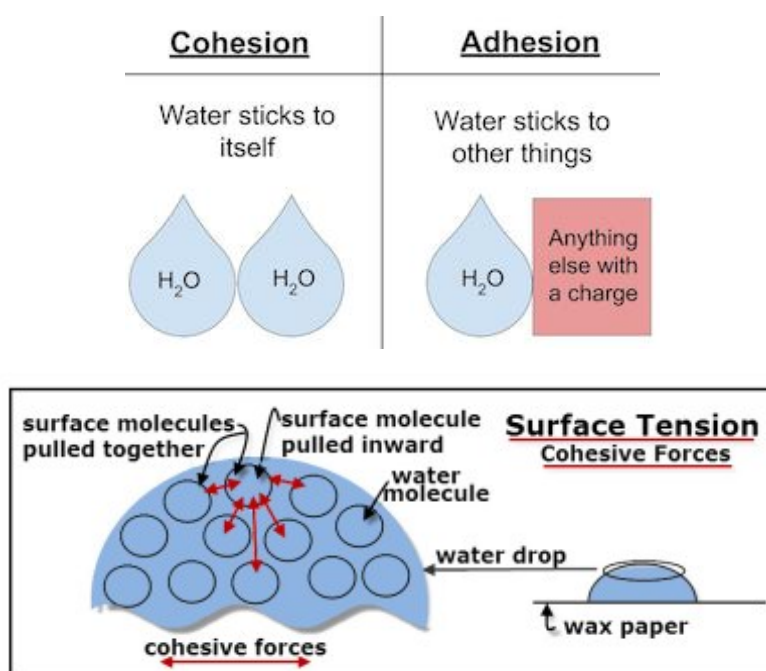 Cohesion
Adhesion
Water sticks to
itself
Water sticks to
other things
H₂O
H₂O
H₂O
Anything
else with
a charge
surface molecules
pulled together
surface molecule
pulled inward
water
molecule
Surface Tension
Cohesive Forces
water drop
wax paper
cohesive forces